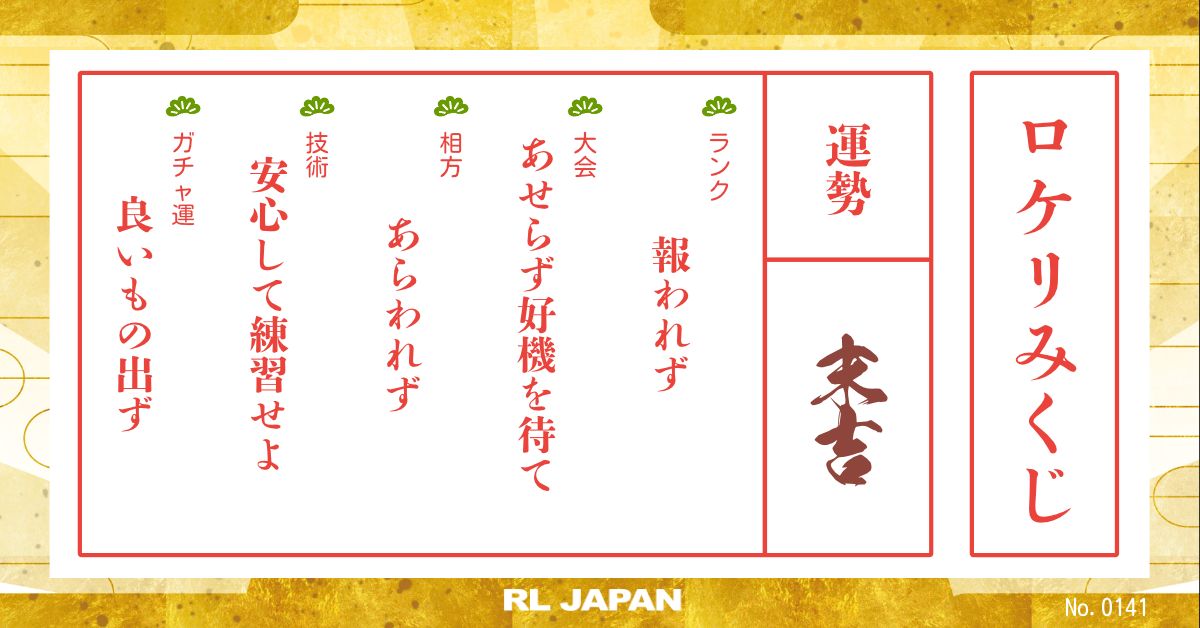 ロケリみくじ
運勢
末吉
ランク
報われず
大会
あせらず好機を待て
相方
あらわれず
技術
安心して練習せよ
ガチャ運
良いもの出ず
RL JAPAN
No. 0141